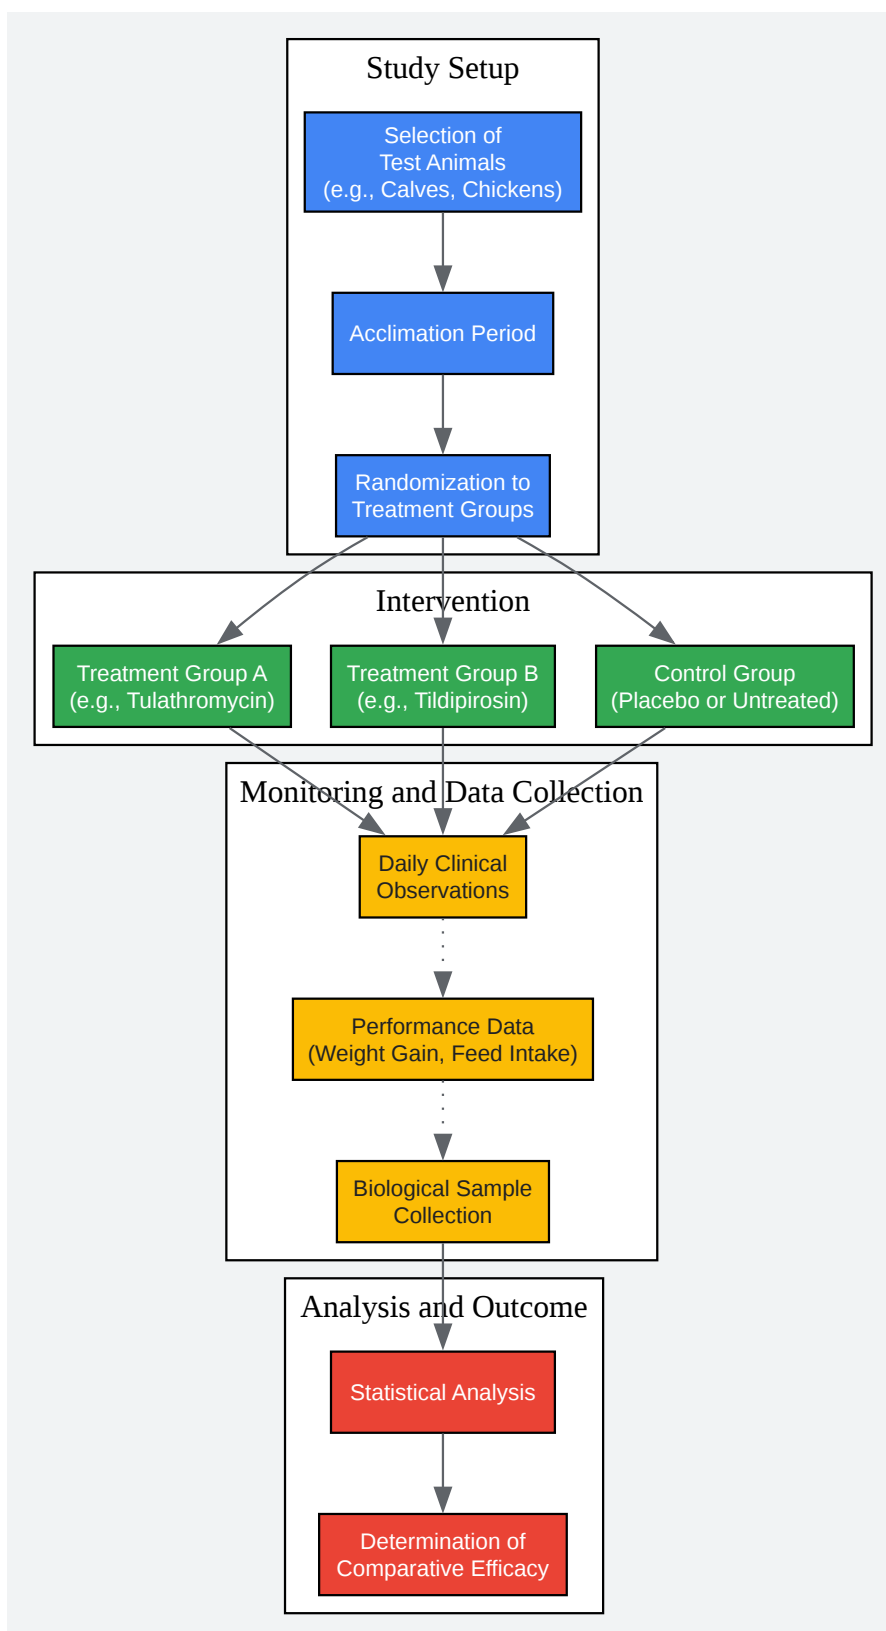 Study Setup
Selection of
Test Animals
(e.g., Calves, Chickens)
Acclimation Period
Randomization to
Treatment Groups
Intervention
Treatment Group A
(e.g., Tulathromycin)
Treatment Group B
(e.g., Tildipirosin)
Control Group
(Placebo or Untreated)
Monitoring and Data Collection
Daily Clinical
Observations
Performance Data
(Weight Gain, Feed Intake)
Biological Sample
Collection
Analysis and Outcome
Statistical Analysis
Determination of
Comparative Efficacy